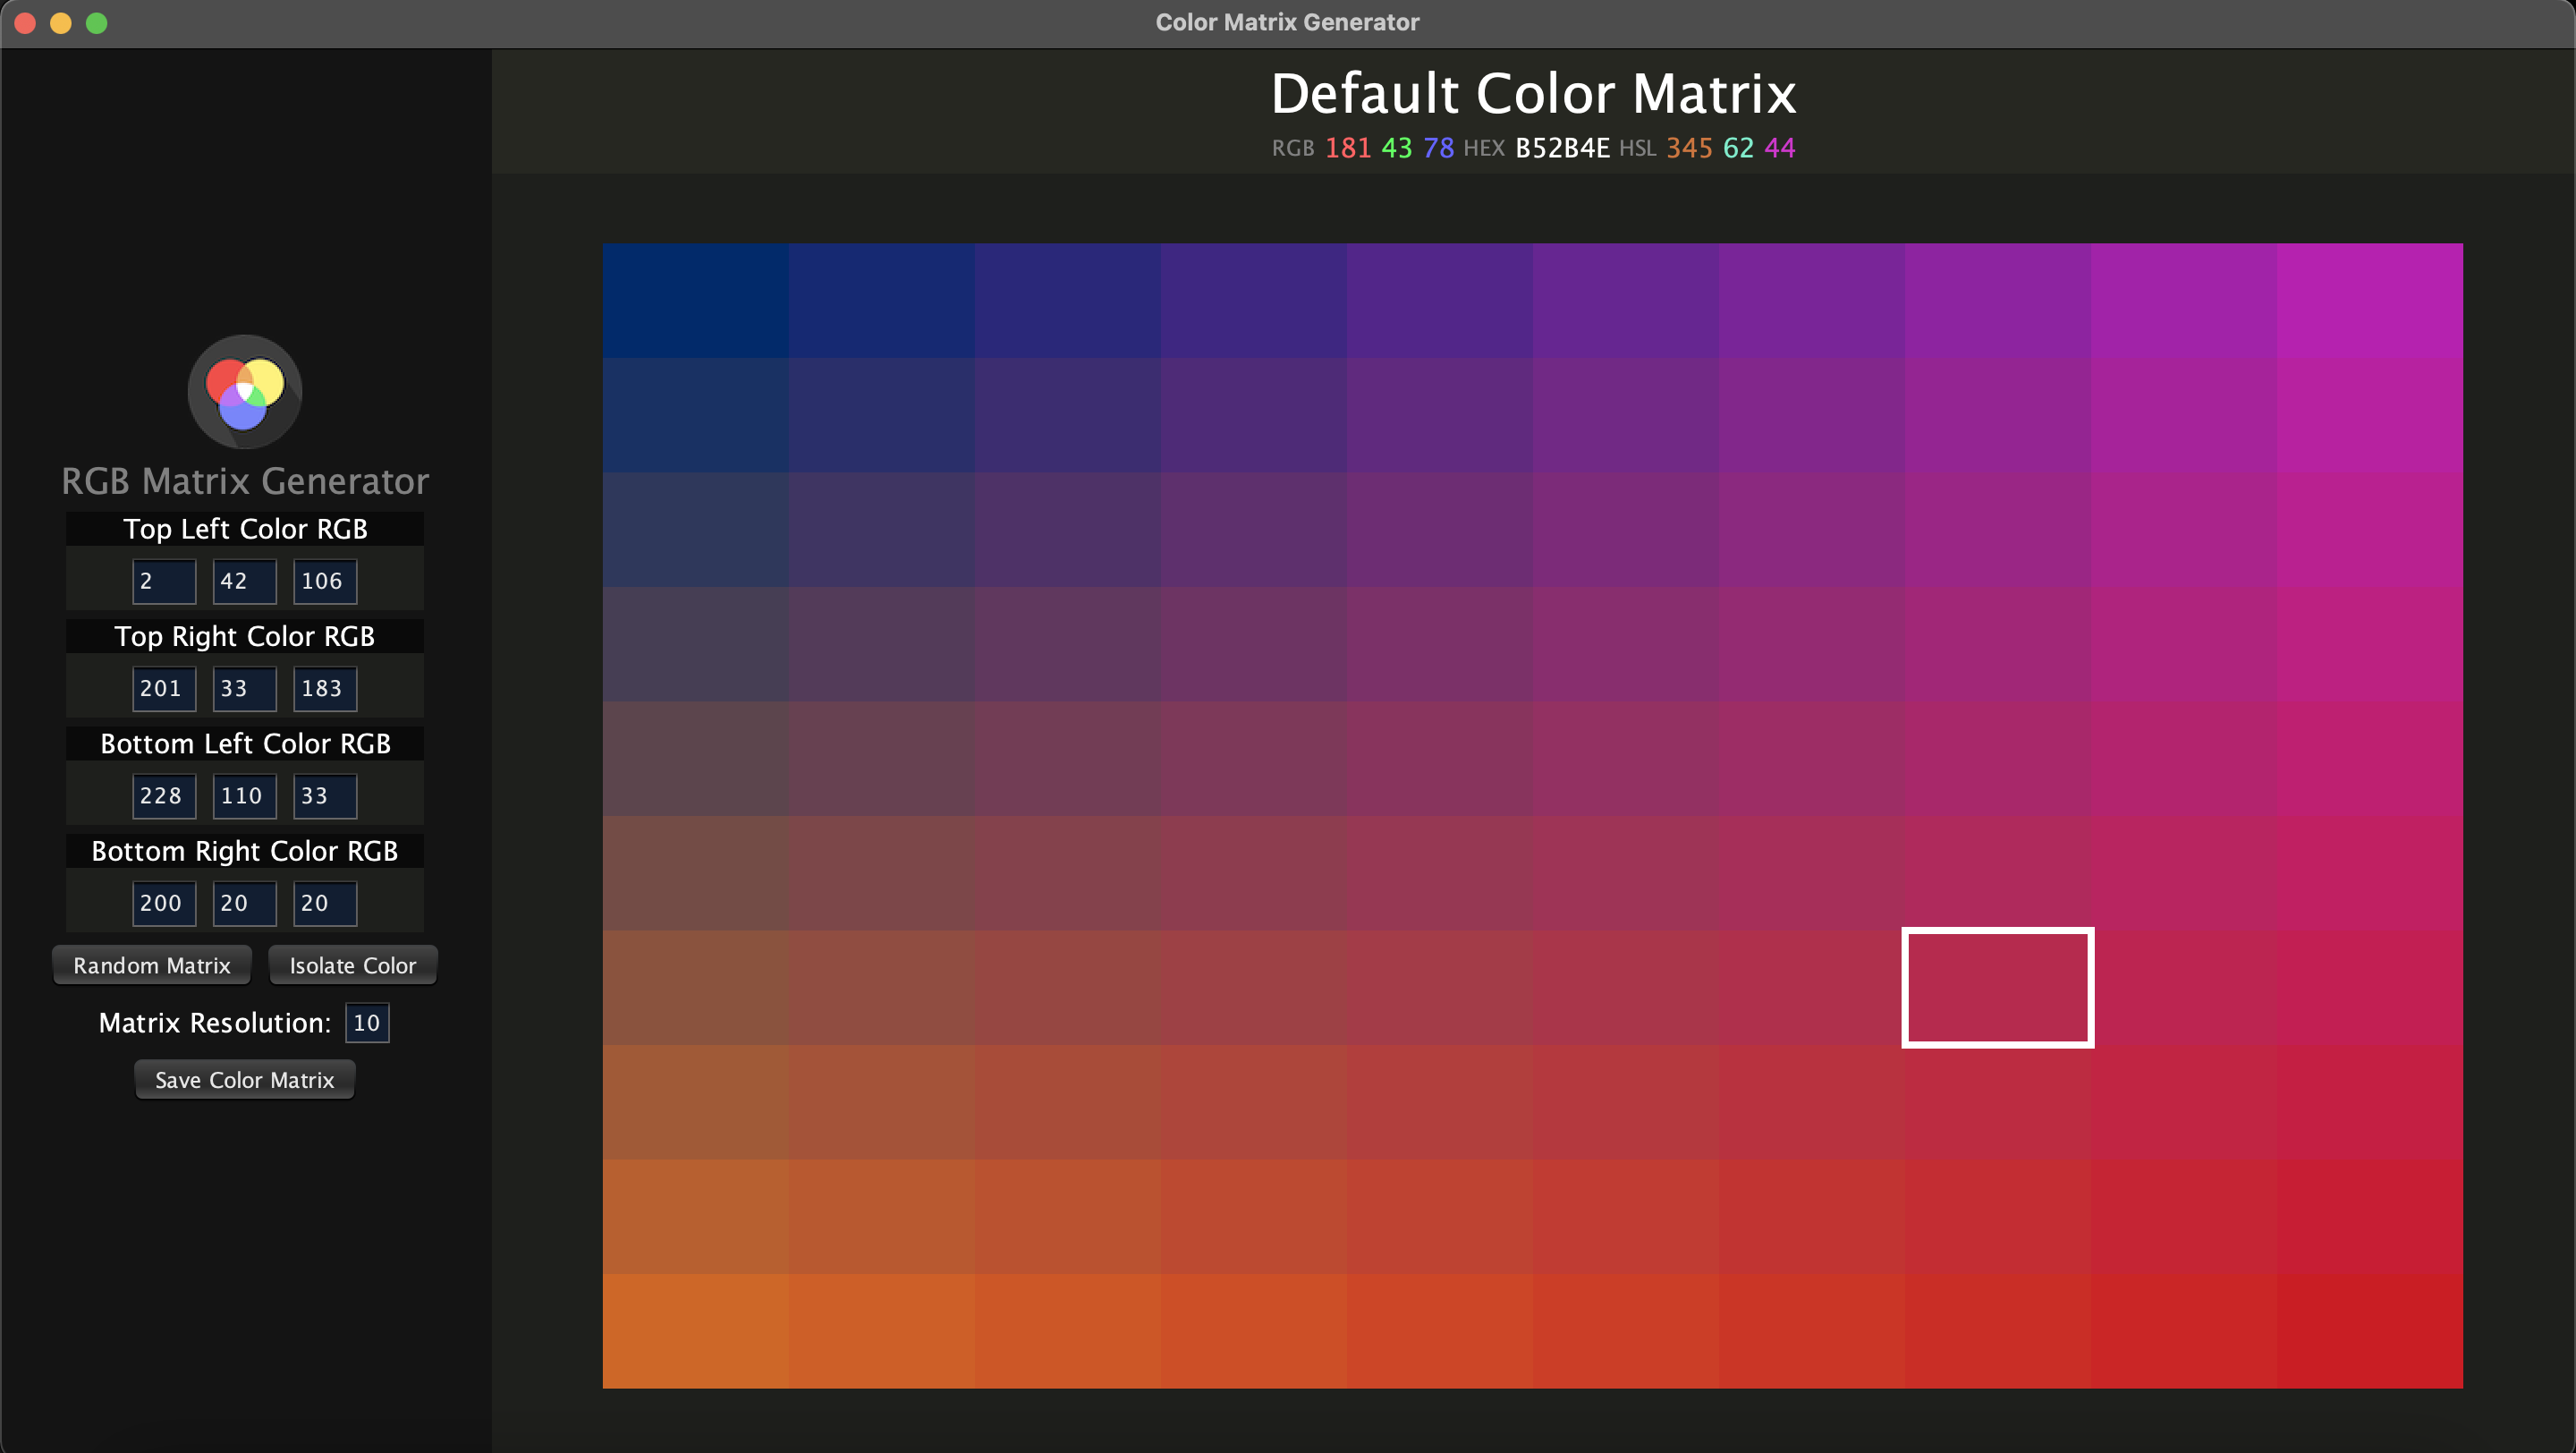 Color Matrix Generator
Default Color Matrix
RGB 181 43 78 HEX B52B4E HSL 345 62 44
RGB Matrix Generator
Top Left Color RGB
2 42 106
Top Right Color RGB
201 33 183
Bottom Left Color RGB
228 110 33
Bottom Right Color RGB
200 20 20
Random Matrix Isolate Color
Matrix Resolution: 10
Save Color Matrix